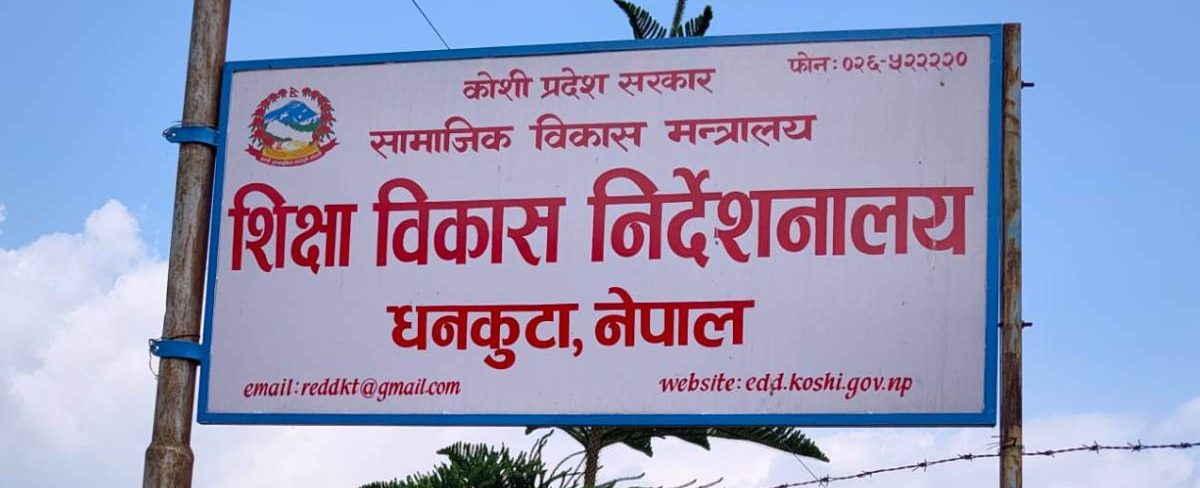 फोन: ०२६-५२२२२०
कोशी प्रदेश सरकार
सामाजिक विकास मन्त्रालय
शिक्षा विकास निर्देशनालय
धनकुटा, नेपाल
email: reddkt@gmail.com
website: edd.koshi.gov.np